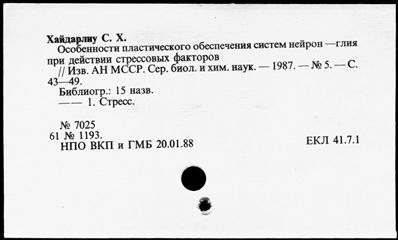 Хайдарлиу С. Х.
Особенности пластического обеспечения систем нейрон —глия
при действии стрессовых факторов
// Изв. АН МССР. Сер. биол. и хим. наук. — 1987. — № 5. — С.
43—49.
Библиогр.: 15 назв.
—— 1. Стресс.
№ 7025
61 № 1193.
НПО ВКП и ГМБ 20.01.88
ЕКЛ 41.7.1